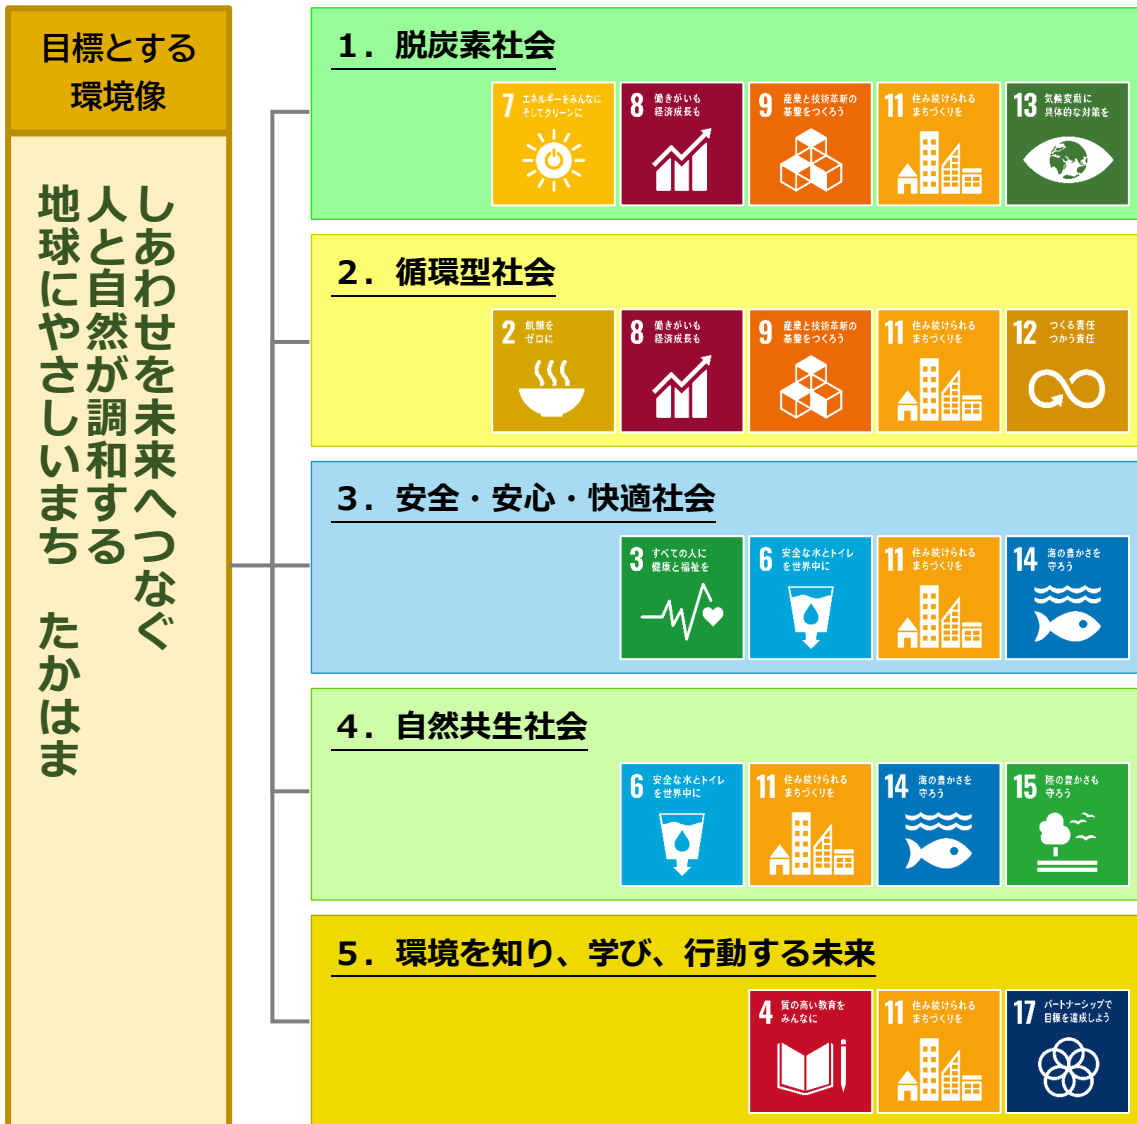 目標とする
環境像
しあわせを未来へつなぐ
人と自然が調和する
地球にやさしいまち　たかはま
1．脱炭素社会
7 エネルギーをみんなに
そしてクリーンに
8 働きがいも
経済成長も
9 産業と技術革新の
基盤をつくろう
11 住み続けられる
まちづくりを
13 気候変動に
具体的な対策を
2．循環型社会
2 飢餓を
ゼロに
8 働きがいも
経済成長も
9 産業と技術革新の
基盤をつくろう
11 住み続けられる
まちづくりを
12 つくる責任
つかう責任
3．安全・安心・快適社会
3 すべての人に
健康と福祉を
6 安全な水とトイレ
を世界中に
11 住み続けられる
まちづくりを
14 海の豊かさを
守ろう
4．自然共生社会
6 安全な水とトイレ
を世界中に
11 住み続けられる
まちづくりを
14 海の豊かさを
守ろう
15 陸の豊かさも
守ろう
5．環境を知り、学び、行動する未来
4 質の高い教育を
みんなに
11 住み続けられる
まちづくりを
17 パートナーシップで
目標を達成しよう